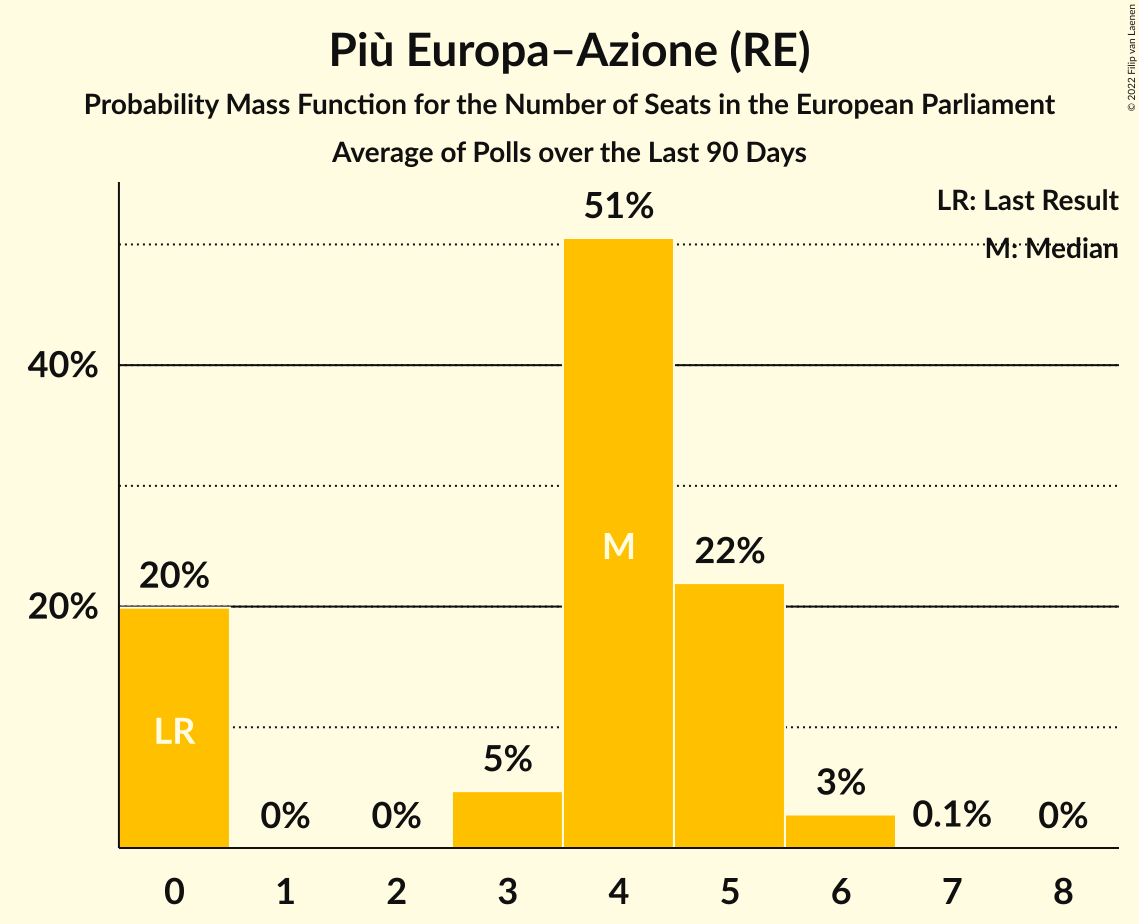 Più Europa–Azione (RE)
Probability Mass Function for the Number of Seats in the European Parliament
Average of Polls over the Last 90 Days
© 2022 Filip van Laenen
LR: Last Result
M: Median
51%
40%
M
22%
20%
20%
LR
5%
3%
0%
0%
0.1%
0%
0 1 2 3 4 5 6 7 8